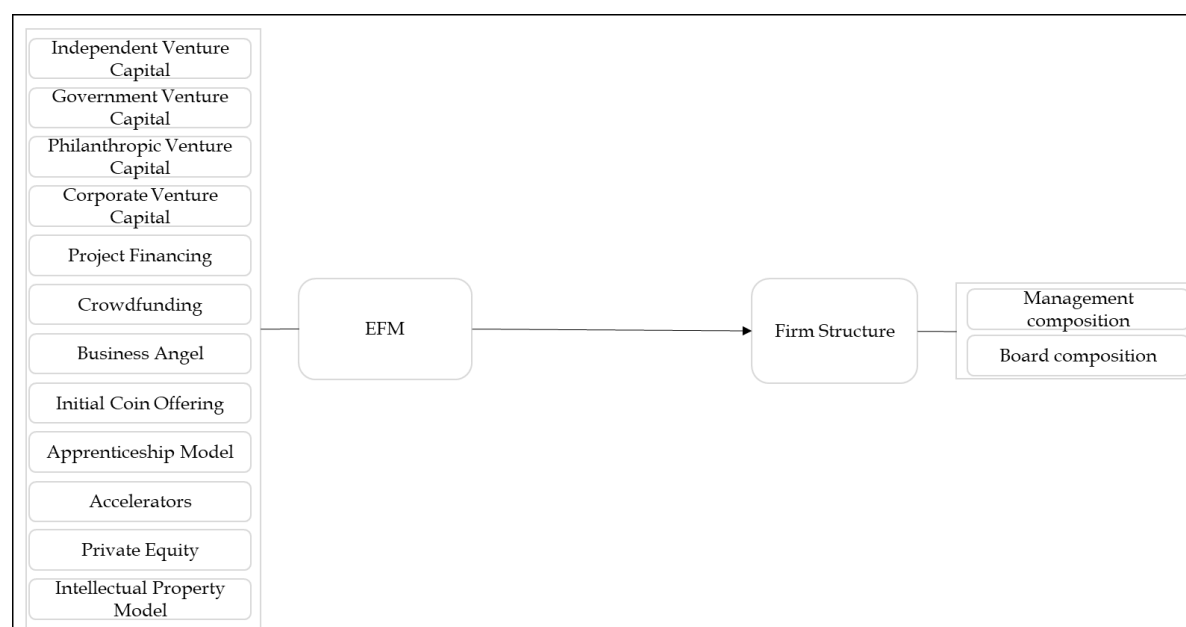 Independent Venture
Capital
Government Venture
Capital
Philanthropic Venture
Capital
Corporate Venture
Capital
Project Financing
Crowdfunding
Business Angel
Initial Coin Offering
Apprenticeship Model
Accelerators
Private Equity
Intellectual Property
Model
EFM
Firm Structure
Management
composition
Board composition